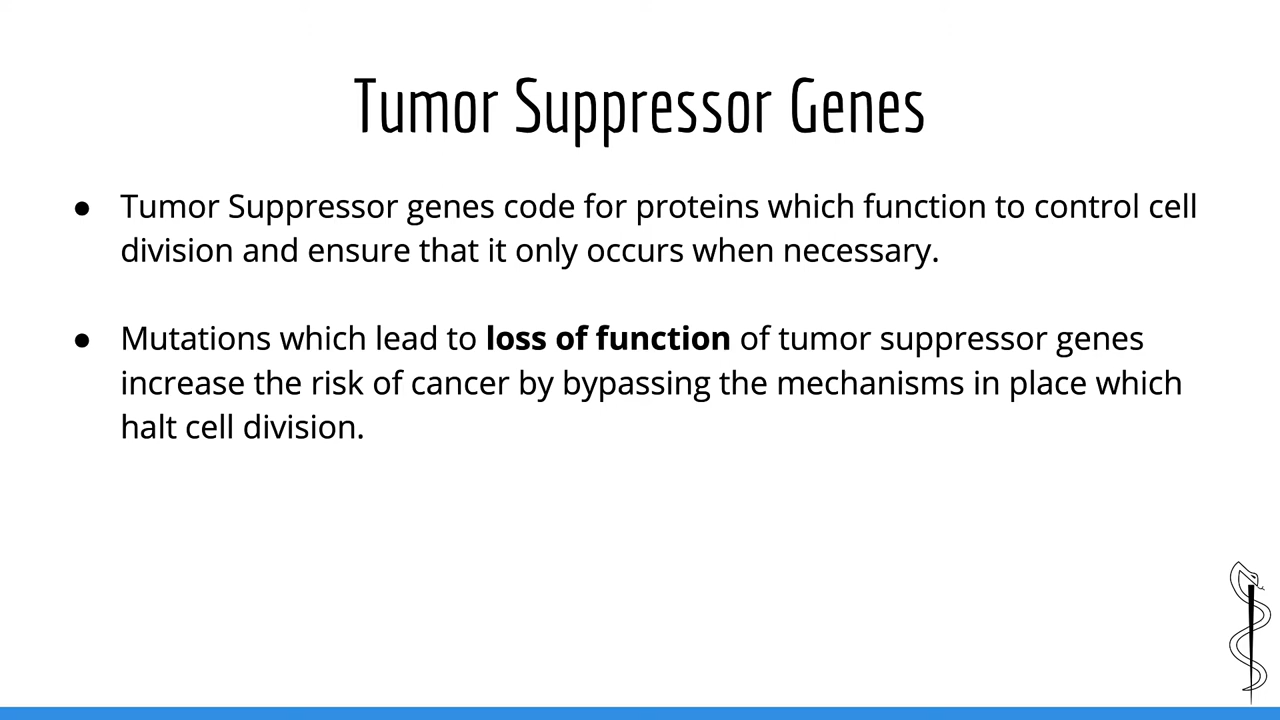 Tumor Suppressor Genes
● Tumor Suppressor genes code for proteins which function to control cell
division and ensure that it only occurs when necessary.
● Mutations which lead to loss of function of tumor suppressor genes
increase the risk of cancer by bypassing the mechanisms in place which
halt cell division.